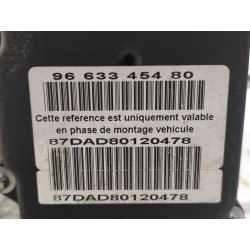 96 633 454 80
Cette reference est uniquement valable
en phase de montage vehicule
87DAD80120478
87DAD80120478